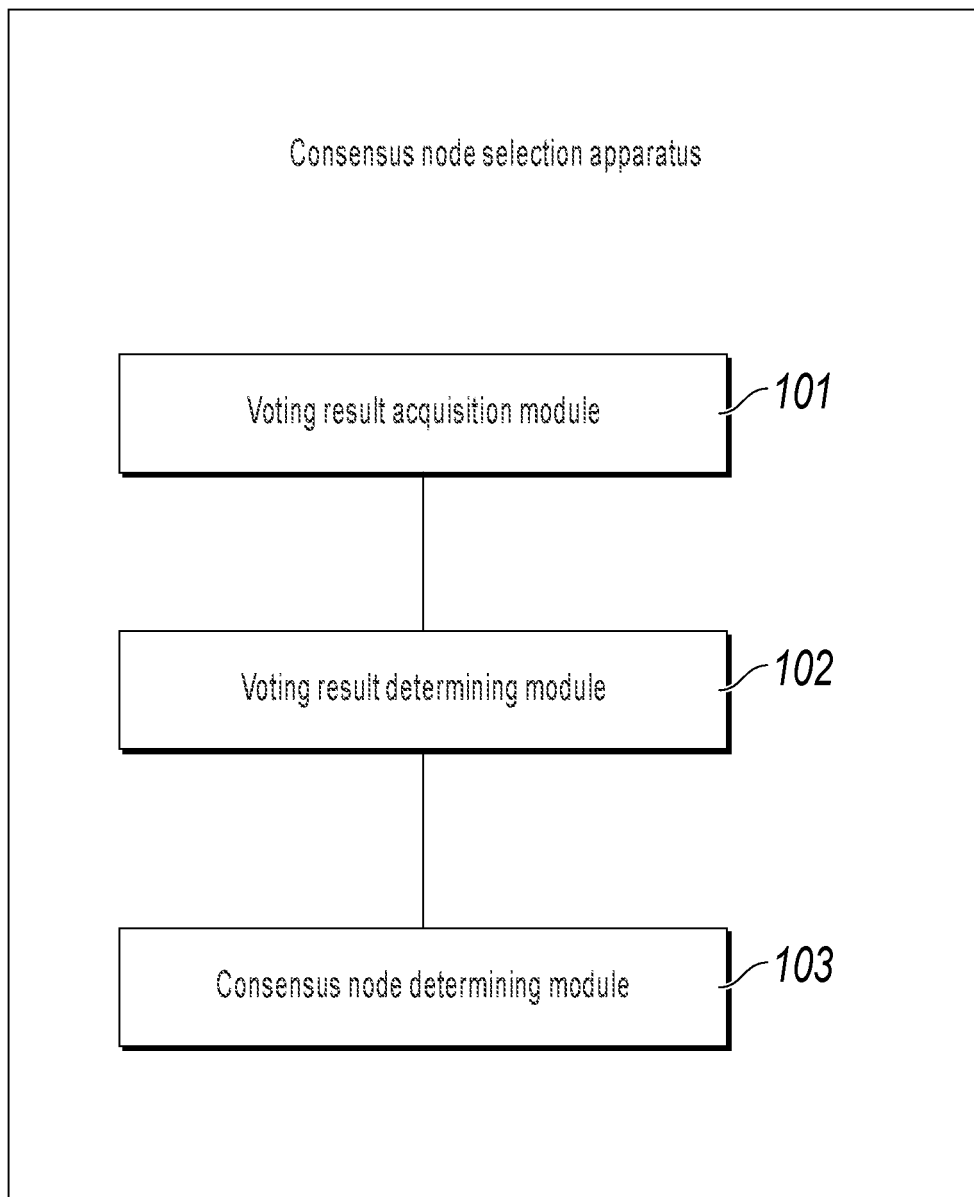 Consensus node selection apparatus
Voting result acquisition module
101
Voting result determining module
102
Consensus node determining module
103